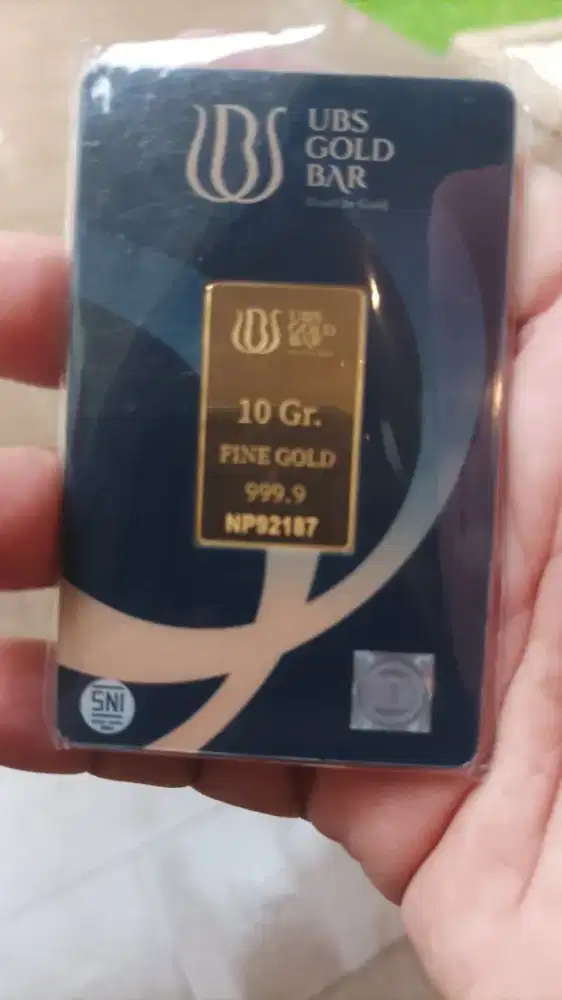 UBS
GOLD
BAR
UBS
GOLD
BAR
10 Gr.
FINE GOLD
999.9
NP92187
SNI